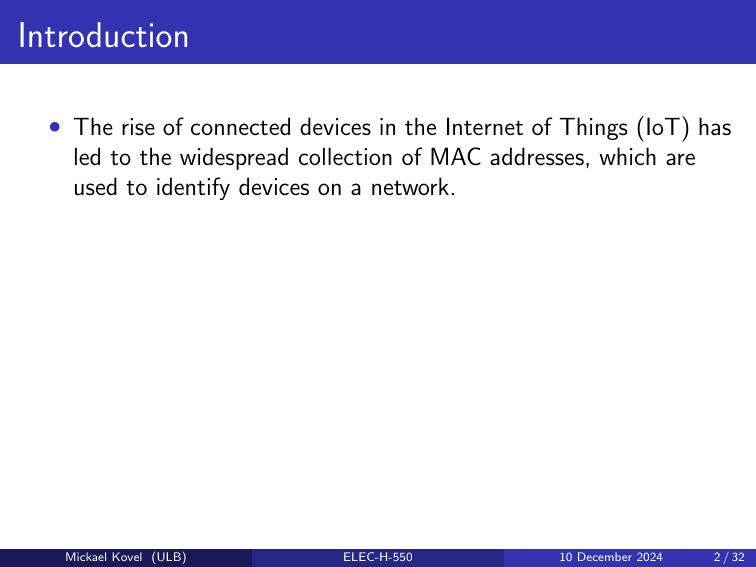 Introduction
• The rise of connected devices in the Internet of Things (IoT) has
led to the widespread collection of MAC addresses, which are
used to identify devices on a network.
Mickael Kovel (ULB) ELEC-H-550 10 December 2024 2 / 32